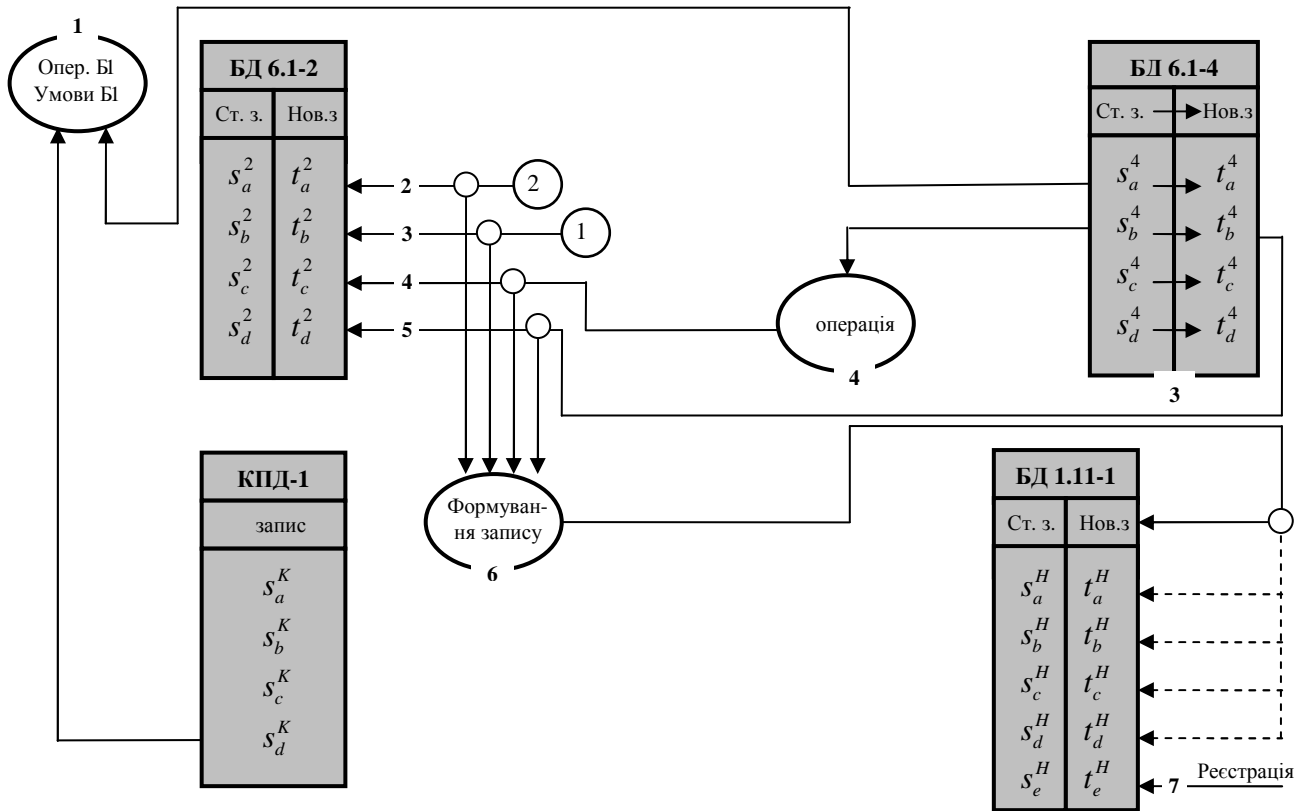 1
Опер. Б1
Умови Б1
БД 6.1-2
Ст. з. Нов.з
s_a^2 t_a^2
s_b^2 t_b^2
s_c^2 t_c^2
s_d^2 t_d^2
2
2
3
1
4
5
БД 6.1-4
Ст. з. Нов.з
s_a^4 t_a^4
s_b^4 t_b^4
s_c^4 t_c^4
s_d^4 t_d^4
3
операція
4
КПД-1
запис
s_a^K
s_b^K
s_c^K
s_d^K
Формуван-
ня запису
6
БД 1.11-1
Ст. з. Нов.з
s_a^H t_a^H
s_b^H t_b^H
s_c^H t_c^H
s_d^H t_d^H
s_e^H t_e^H
7 Реєстрація